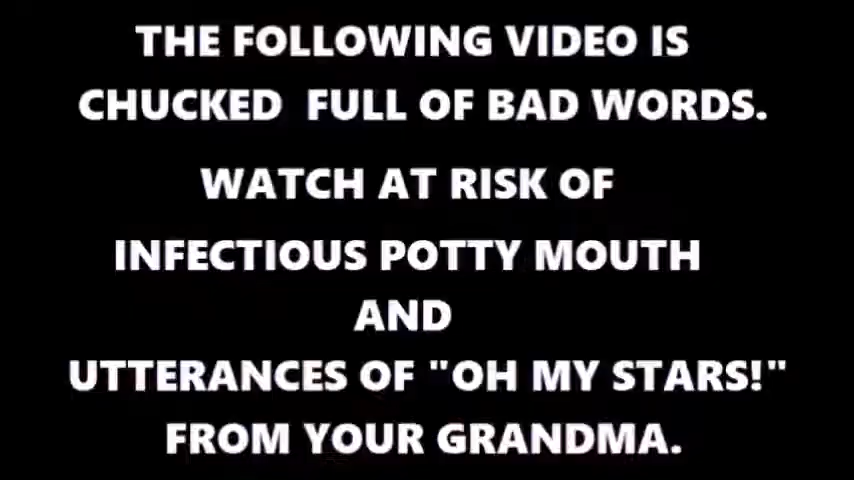 THE FOLLOWING VIDEO IS
CHUCKED FULL OF BAD WORDS.
WATCH AT RISK OF
INFECTIOUS POTTY MOUTH
AND
UTTERANCES OF "OH MY STARS!"
FROM YOUR GRANDMA.